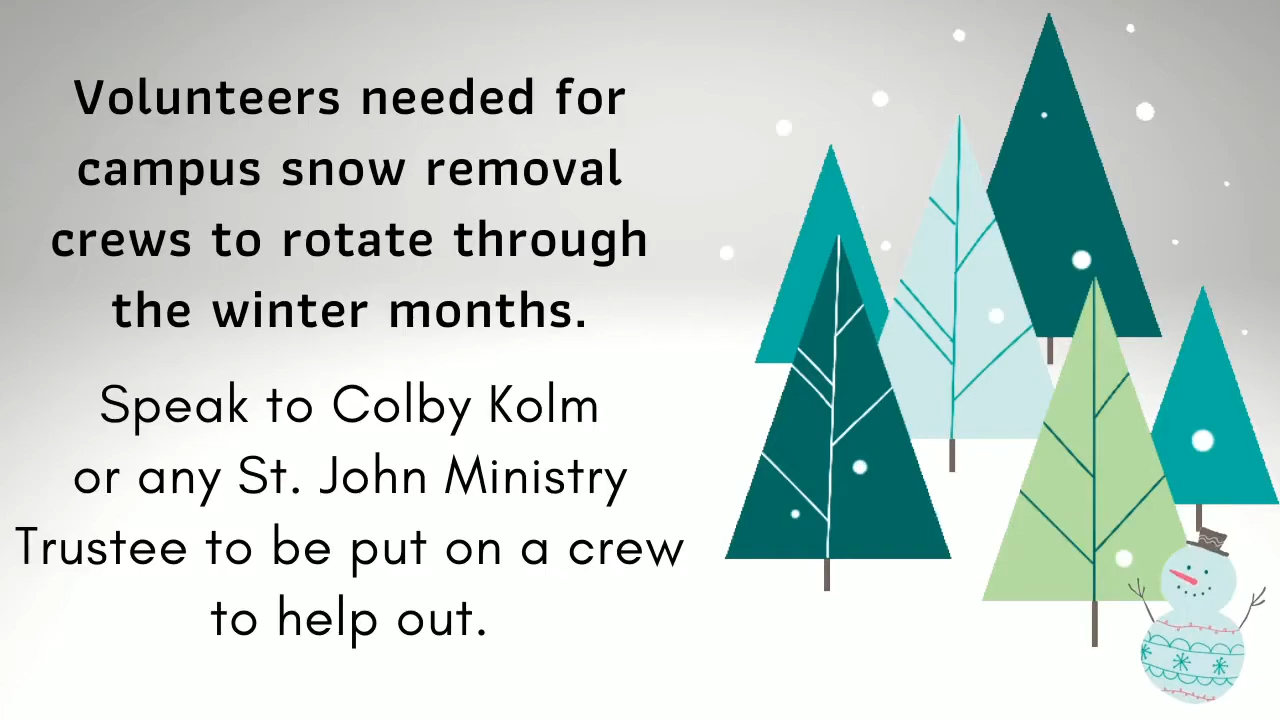 Volunteers needed for
campus snow removal
crews to rotate through
the winter months.
Speak to Colby Kolm
or any St. John Ministry
Trustee to be put on a crew
to help out.